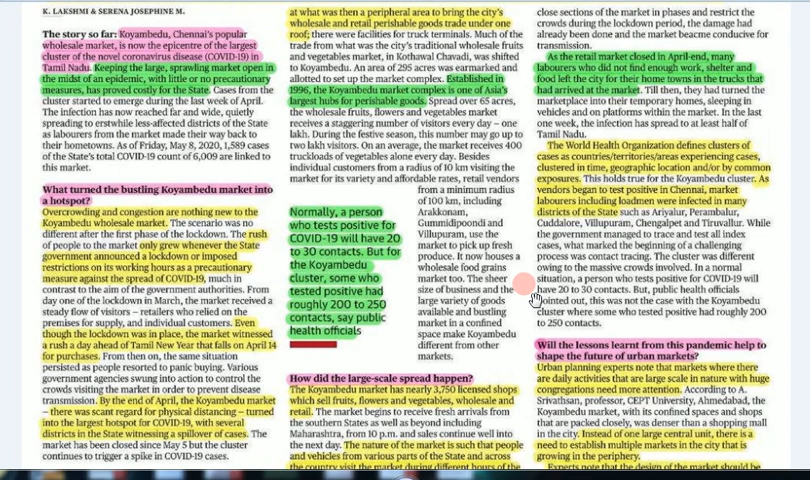 K. LAKSHMI & SERENA JOSEPHINE M.
The story so far: Koyambedu, Chennai's popular
wholesale market, is now the epicentre of the largest
cluster of the novel coronavirus disease (COVID-19) in
Tamil Nadu. Keeping the large, sprawling market open in
the midst of an epidemic, with little or no precautionary
measures, has proved costly for the State. Cases from the
cluster started to emerge during the last week of April.
The infection has now reached far and wide, quietly
spreading to erstwhile less-affected districts of the State
as labourers from the market made their way back to
their hometowns. As of Friday, May 8, 2020, 1,589 cases
of the State's total COVID-19 count of 6,009 are linked to
this market.
What turned the bustling Koyambedu market into
a hotspot?
Overcrowding and congestion are nothing new to the
Koyambedu wholesale market. The scenario was no
different after the first phase of the lockdown. The rush
of people to the market only grew whenever the State
government announced a lockdown or imposed
restrictions on its working hours as a precautionary
measure against the spread of COVID-19, much in
contrast to the aim of the government authorities. From
day one of the lockdown in March, the market received a
steady flow of visitors – retailers who relied on the
premises for supply, and individual customers. Even
though the lockdown was in place, the market witnessed
a rush a day ahead of Tamil New Year that falls on April 14
for purchases. From then on, the same situation
persisted as people resorted to panic buying. Various
government agencies swung into action to control the
crowds visiting the market in order to prevent disease
transmission. By the end of April, the Koyambedu market
– there was scant regard for physical distancing – turned
into the largest hotspot for COVID-19, with several
districts in the State witnessing a spillover of cases. The
market has been closed since May 5 but the cluster
continues to trigger a spike in COVID-19 cases.
at what was then a peripheral area to bring the city's
wholesale and retail perishable goods trade under one
roof; there were facilities for truck terminals. Much of the
trade from what was the city's traditional wholesale fruits
and vegetables market, in Kothawal Chavadi, was shifted
to Koyambedu. An area of 295 acres was earmarked and
allotted to set up the market complex. Established in
1996, the Koyambedu market complex is one of Asia's
largest hubs for perishable goods. Spread over 65 acres,
the wholesale fruits, flowers and vegetables market
receives a staggering number of visitors every day – one
lakh. During the festive season, this number may go up to
two lakh visitors. On an average, the market receives 400
truckloads of vegetables alone every day. Besides
individual customers from a radius of 10 km visiting the
market for its variety and affordable rates, retail vendors
from a minimum radius
of 100 km, including
Arakkonam,
Gummidipoondi and
Villupuram, use the
market to pick up fresh
produce. It now houses a
wholesale food grains
market too. The sheer
size of business and the
large variety of goods
available and bustling
market in a confined
space make Koyambedu
different from other
markets.
Normally, a person
who tests positive for
COVID-19 will have 20
to 30 contacts. But for
the Koyambedu
cluster, some who
tested positive had
roughly 200 to 250
contacts, say public
health officials
How did the large-scale spread happen?
The Koyambedu market has nearly 3,750 licensed shops
which sell fruits, flowers and vegetables, wholesale and
retail. The market begins to receive fresh arrivals from
the southern States as well as beyond including
Maharashtra, from 10 p.m. and sales continue well into
the next day. The nature of the market is such that people
and vehicles from various parts of the State and across
the country visit the market during different hours of the
close sections of the market in phases and restrict the
crowds during the lockdown period, the damage had
already been done and the market became conducive for
transmission.
As the retail market closed in April-end, many
labourers who did not find enough work, shelter and
food left the city for their home towns in the trucks that
had arrived at the market. Till then, they had turned the
marketplace into their temporary homes, sleeping in
vehicles and on platforms within the market. In the last
one week, the infection has spread to at least half of
Tamil Nadu.
The World Health Organization defines clusters of
cases as countries/territories/areas experiencing cases,
clustered in time, geographic location and/or by common
exposures. This holds true for the Koyambedu cluster. As
vendors began to test positive in Chennai, market
labourers including loadmen were infected in many
districts of the State such as Ariyalur, Perambalur,
Cuddalore, Villupuram, Chengalpet and Tiruvallur. While
the government managed to trace and test all index
cases, what marked the beginning of a challenging
process was contact tracing. The cluster was different
owing to the massive crowds involved. In a normal
situation, a person who tests positive for COVID-19 will
have 20 to 30 contacts. But, public health officials
pointed out, this was not the case with the Koyambedu
cluster where some who tested positive had roughly 200
to 250 contacts.
Will the lessons learnt from this pandemic help to
shape the future of urban markets?
Urban planning experts note that markets where there
are daily activities that are large scale in nature with huge
congregations need more attention. According to A.
Srivathsan, professor, CEPT University, Ahmedabad, the
Koyambedu market, with its confined spaces and shops
that are packed closely, was denser than a shopping mall
in the city. Instead of one large central unit, there is a
need to establish multiple markets in the city that is
growing in the periphery.
Experts note that the design of the market should be